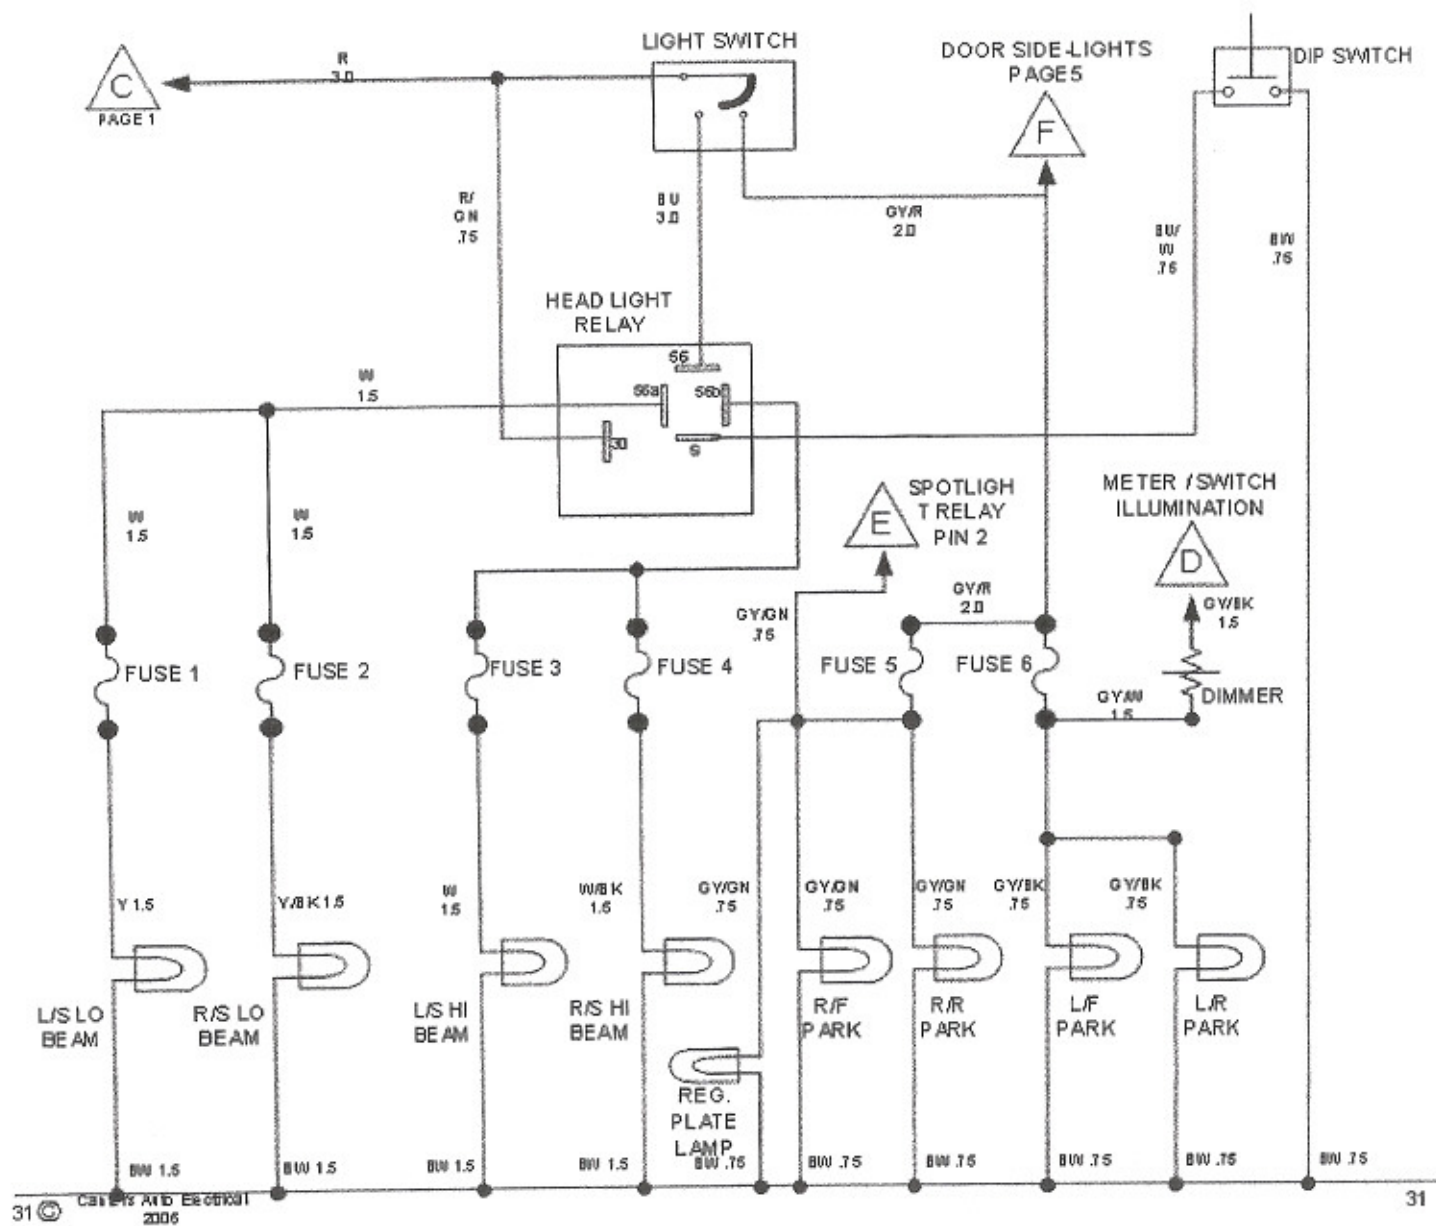 LIGHT SWITCH
DOOR SIDE-LIGHTS
PAGE 5
DIP SWITCH
C
PAGE 1
R
3.0
F
R/
GN
.75
BU
3.0
GY/R
2.0
BU/
W
.75
BW
.75
HEAD LIGHT
RELAY
56
56a
56b
30
S
W
1.5
E
SPOTLIGH
T RELAY
PIN 2
METER / SWITCH
ILLUMINATION
D
W
1.5
W
1.5
GY/GN
.75
GY/R
2.0
GY/BK
1.5
FUSE 1
FUSE 2
FUSE 3
FUSE 4
FUSE 5
FUSE 6
GY/W
1.5
DIMMER
Y 1.5
Y/BK 1.5
W
1.5
W/BK
1.5
GY/GN
.75
GY/GN
.75
GY/GN
.75
GY/BK
.75
GY/BK
.75
L/S LO
BEAM
R/S LO
BEAM
L/S HI
BEAM
R/S HI
BEAM
R/F
PARK
R/R
PARK
L/F
PARK
L/R
PARK
REG.
PLATE
LAMP
BW 1.5
BW 1.5
BW 1.5
BW 1.5
BW .75
BW .75
BW .75
BW .75
BW .75
BW .75
31 © Auto Electrical
2006
31